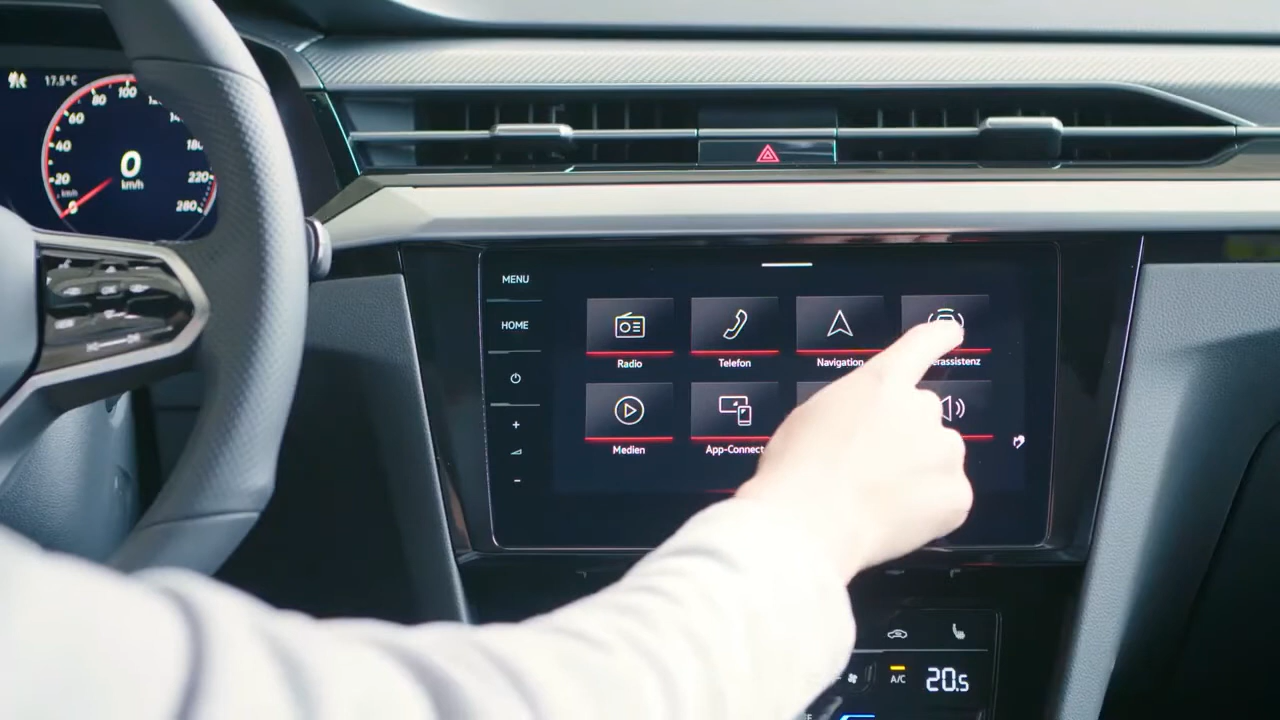 17.5°C
100
80
60
40
20
0
220
280
km/h
0
km/h
MENU
HOME
+
-
Radio
Telefon
Navigation
Medien
App-Connect
A/C
20.5